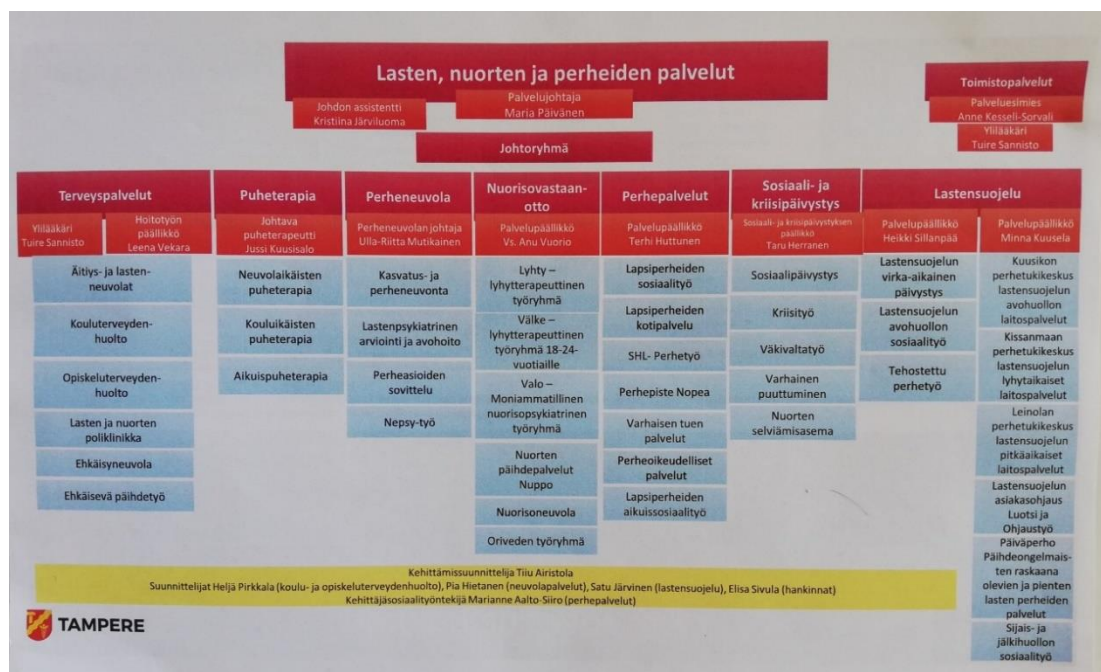 Lasten, nuorten ja perheiden palvelut
Johdon assistentti
Kristiina Järviluoma
Palvelujohtaja
Maria Päivänen
Johtoryhmä
Toimistopalvelut
Palveluesimies
Anne Kesseli-Sorvali
Ylilääkäri
Tuire Sannisto
Terveyspalvelut
Ylilääkäri
Tuire Sannisto
Hoitotyön
päällikö
Leena Vekara
Äitiys- ja lasten-
neuvolat
Kouluterveyden-
huolto
Opiskeluterveyden-
huolto
Lasten ja nuorten
poliklinikka
Ehkäisyneuvola
Ehkäisevä päihdetyö
Puheterapia
Johtava
puheterapeutti
Jussi Kuusisalo
Neuvolaikäisten
puheterapia
Kouluikäisten
puheterapia
Aikuispuheterapia
Perheneuvola
Perheneuvolan johtaja
Ulla-Riitta Mutikainen
Kasvatus- ja
perheneuvonta
Lastenpsykiatrinen
arviointi ja avohoito
Perheasioiden
sovittelu
Nepsy-työ
Nuorisovastaan-
otto
Palvelupäällikkö
Vs. Anu Vuorio
Lyhty –
lyhytterapeuttinen
työryhmä
Välke –
lyhytterapeuttinen
työryhmä 18-24-
vuotiaille
Valo –
Moniammatillinen
nuorisopsykiatrinen
työryhmä
Nuorten
päihdepalvelut
Nuppo
Nuorisoneuvola
Oriveden työryhmä
Perhepalvelut
Palvelupäällikkö
Terhi Huttunen
Lapsiperheiden
sosiaalityö
Lapsiperheiden
kotipalvelu
SHL- Perhetyö
Perhepiste Nopea
Varhaisen tuen
palvelut
Perheoikeudelliset
palvelut
Lapsiperheiden
aikuissosiaalityö
Sosiaali- ja
kriisipäivystys
Sosiaali- ja kriisipäivystyksen
päällikkö
Taru Herranen
Sosiaalipäivystys
Kriisityö
Väkivaltatyö
Varhainen
puuttuminen
Nuorten
selviämisasema
Lastensuojelu
Palvelupäällikkö
Heikki Sillanpää
Lastensuojelun
virka-aikainen
päivystys
Lastensuojelun
avohuollon
sosiaalityö
Tehostettu
perhetyö
Palvelupäällikkö
Minna Kuusela
Kuusikon
perhetukikeskus
lastensuojelun
avohuollon
laitospalvelut
Kissanmaan
perhetukikeskus
lastensuojelun
lyhytaikaiset
laitospalvelut
Leinolan
perhetukikeskus
lastensuojelun
pitkäaikaiset
laitospalvelut
Lastensuojelun
asiakasohjaus
Luotsi ja
Ohjaustyö
Päiväperho
Päihdeongelmais-
ten raskaana
olevien ja pienten
lasten perheiden
palvelut
Sijais- ja
jälkihuollon
sosiaalityö
Kehittämissuunnittelija Tiiu Airistola
Suunnittelijat Heljä Pirkkala (koulu- ja opiskeluterveydenhuolto), Pia Hietanen (neuvolapalvelut), Satu Järvinen (lastensuojelu), Elisa Sivula (hankinnat)
Kehittäjäsosiaalityöntekijä Marianne Aalto-Siiro (perhepalvelut)
TAMPERE